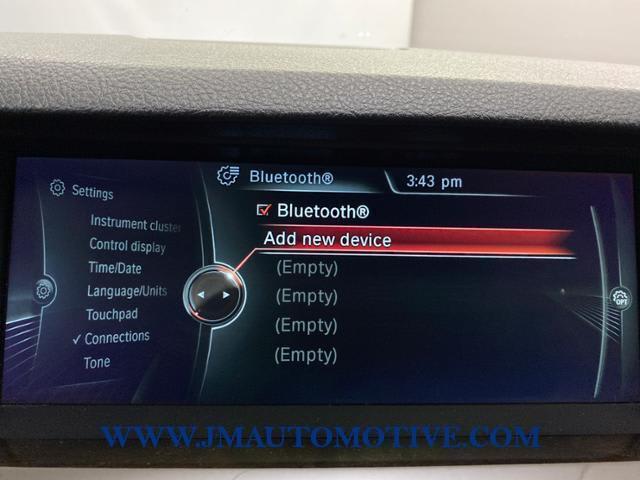 Bluetooth®
3:43 pm
Settings
Instrument cluster
Control display
Time/Date
Language/Units
Touchpad
✓ Connections
Tone
Bluetooth®
Add new device
(Empty)
(Empty)
(Empty)
(Empty)
OPT
WWW.JMAUTOMOTIVE.COM